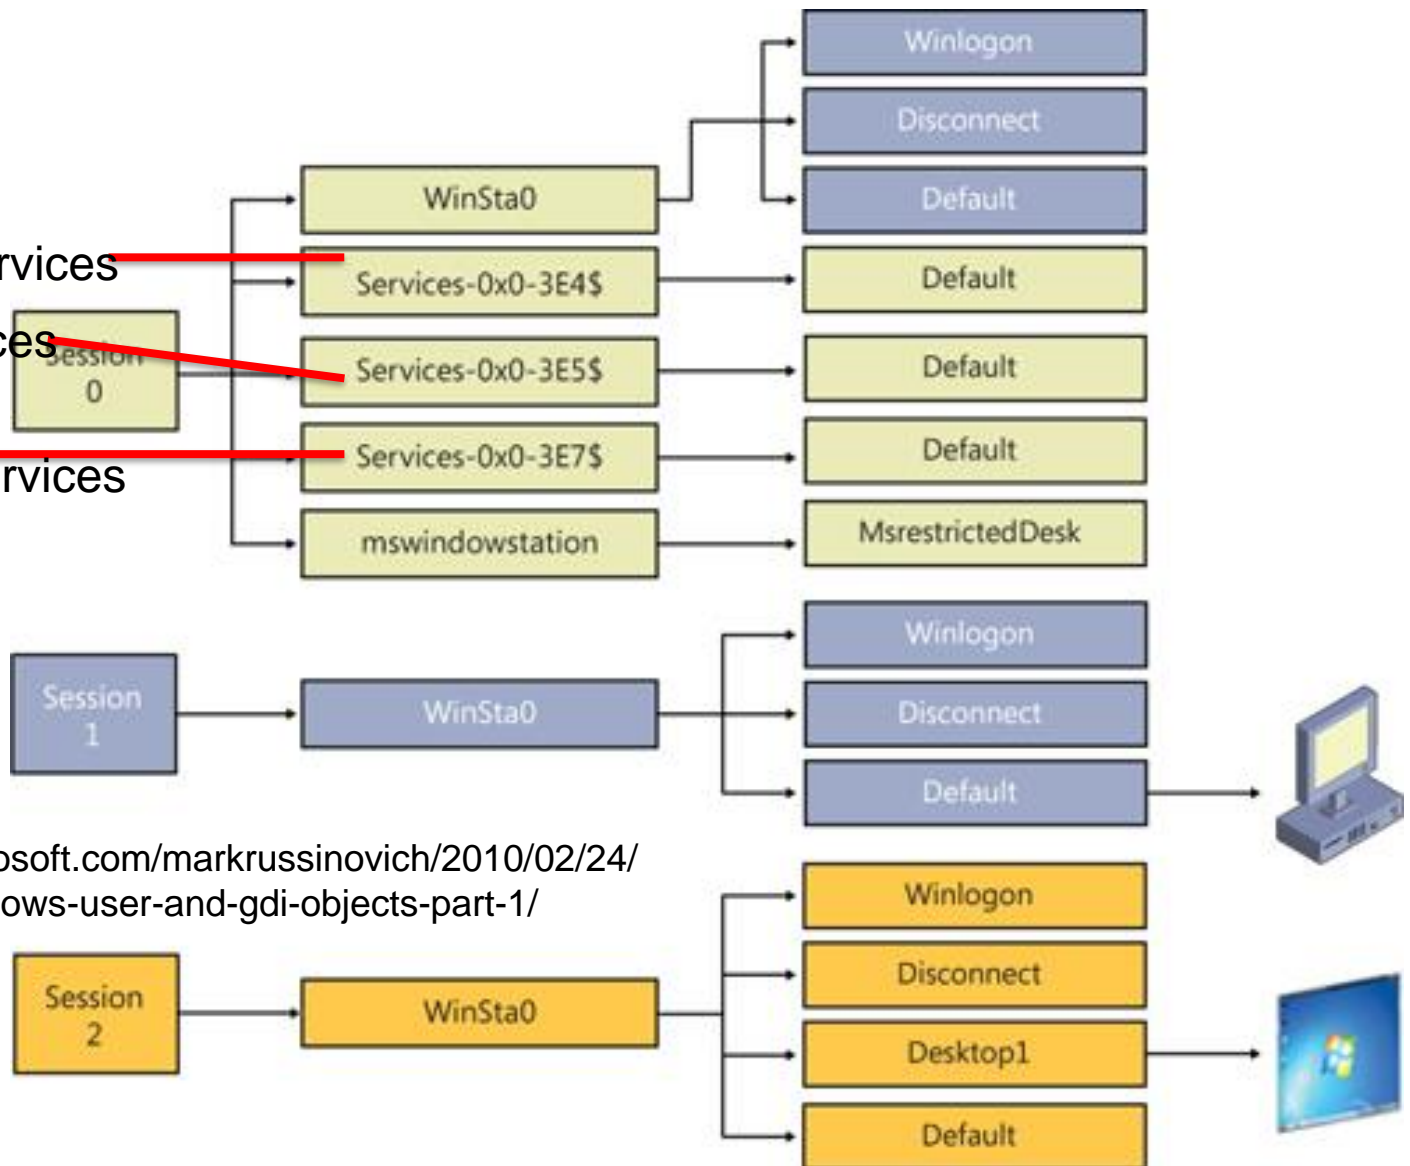 Winlogon
Disconnect
Default
WinSta0
rvices
Services-0x0-3E4$
Default
ces
Session
0
Services-0x0-3E5$
Default
Services-0x0-3E7$
Default
rvices
mswindowstation
MsrestrictedDesk
Session
1
WinSta0
Winlogon
Disconnect
Default
osoft.com/markrussinovich/2010/02/24/
lows-user-and-gdi-objects-part-1/
Session
2
WinSta0
Winlogon
Disconnect
Desktop1
Default